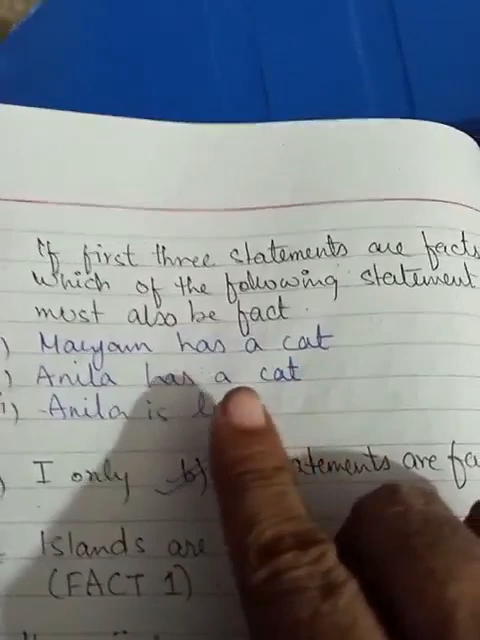 If first three statements are facts
which of the following statement
must also be fact.
) Maryam has a cat
) Anila has a cat
i) Anila is
) I only b) statements are fa
Islands are
(FACT 1)